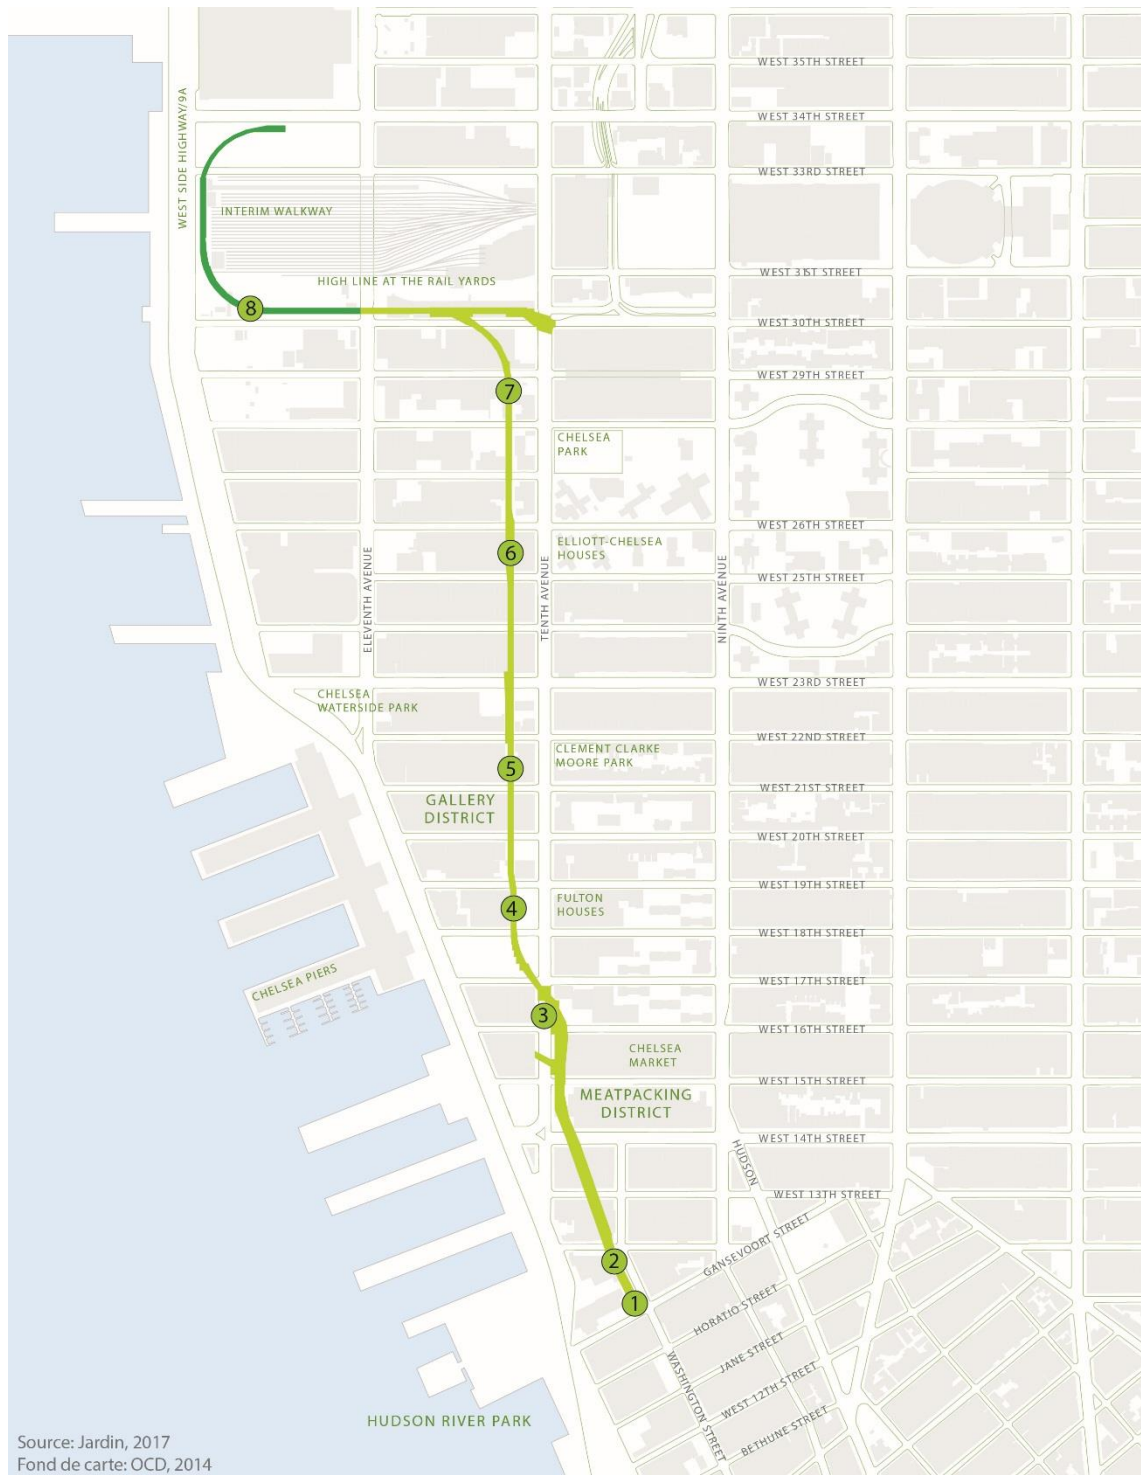 WEST 35TH STREET
WEST SIDE HIGHWAY/9A
WEST 34TH STREET
WEST 33RD STREET
INTERIM WALKWAY
WEST 31ST STREET
HIGH LINE AT THE RAIL YARDS
8
WEST 30TH STREET
WEST 29TH STREET
7
CHELSEA
PARK
WEST 26TH STREET
6
ELLIOTT-CHELSEA
HOUSES
ELEVENTH AVENUE
TENTH AVENUE
NINTH AVENUE
WEST 25TH STREET
WEST 23RD STREET
CHELSEA
WATERSIDE PARK
WEST 22ND STREET
CLEMENT CLARKE
MOORE PARK
5
WEST 21ST STREET
GALLERY
DISTRICT
WEST 20TH STREET
WEST 19TH STREET
4
FULTON
HOUSES
WEST 18TH STREET
CHELSEA PIERS
WEST 17TH STREET
3
WEST 16TH STREET
CHELSEA
MARKET
WEST 15TH STREET
MEATPACKING
DISTRICT
WEST 14TH STREET
HUDSON
WEST 13TH STREET
GANSEVOORT STREET
2
1
HORATIO STREET
JANE STREET
WEST 12TH STREET
WASHINGTON STREET
BETHUNE STREET
HUDSON RIVER PARK
Source: Jardin, 2017
Fond de carte: OCD, 2014